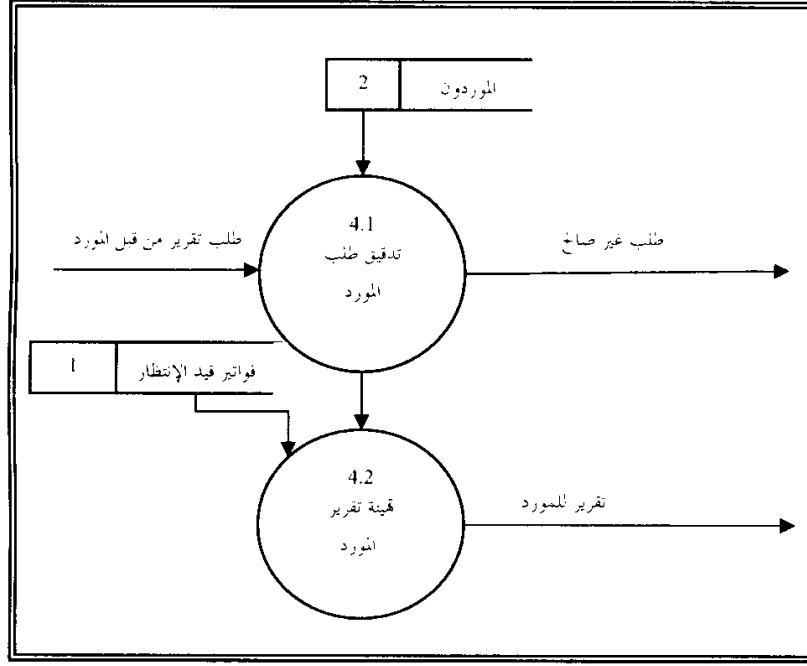 2 الموردون
4.1
تدقيق طلب
المورد
طلب تقرير من قبل المورد
طلب غير صالح
1 فواتير قيد الإنتظار
4.2
تهيئة تقرير
المورد
تقرير للمورد